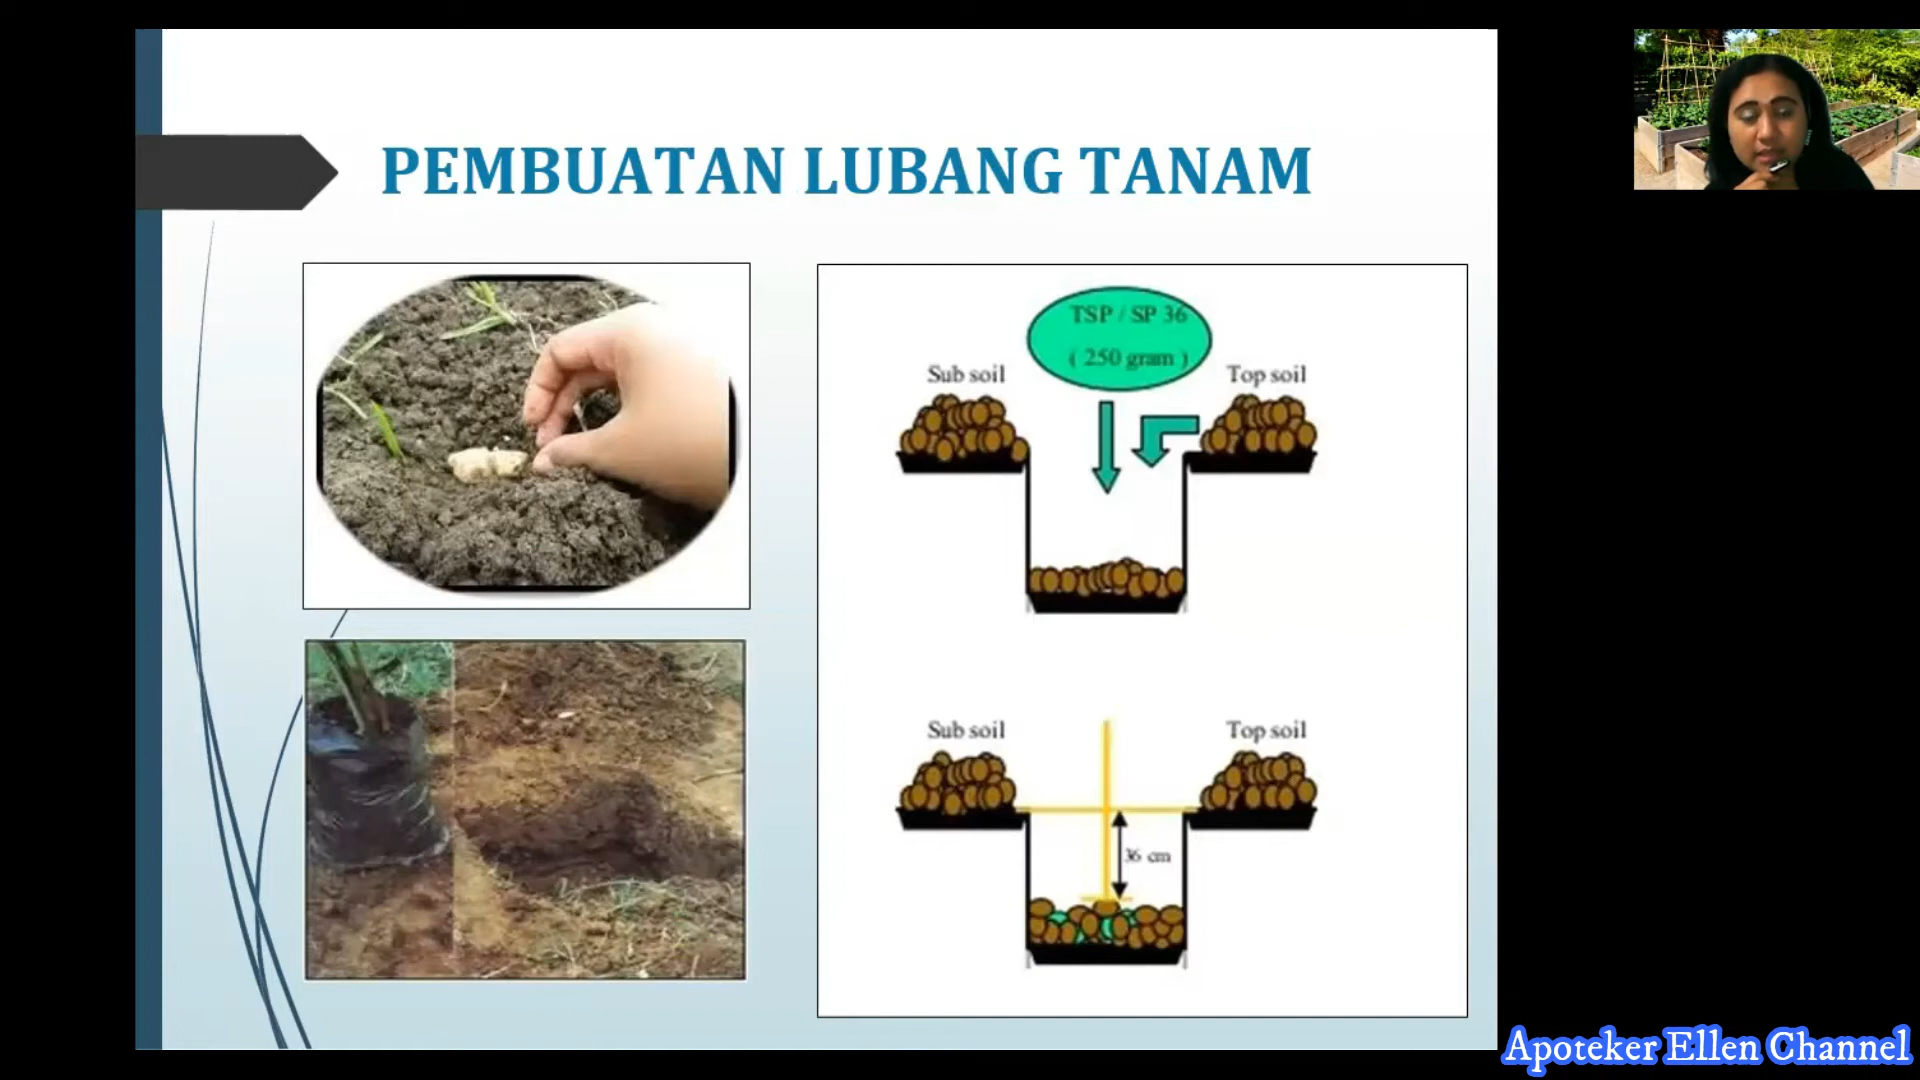 PEMBUATAN LUBANG TANAM
TSP / SP 36
( 250 gram )
Sub soil
Top soil
Sub soil
Top soil
36 cm
Apoteker Ellen Channel